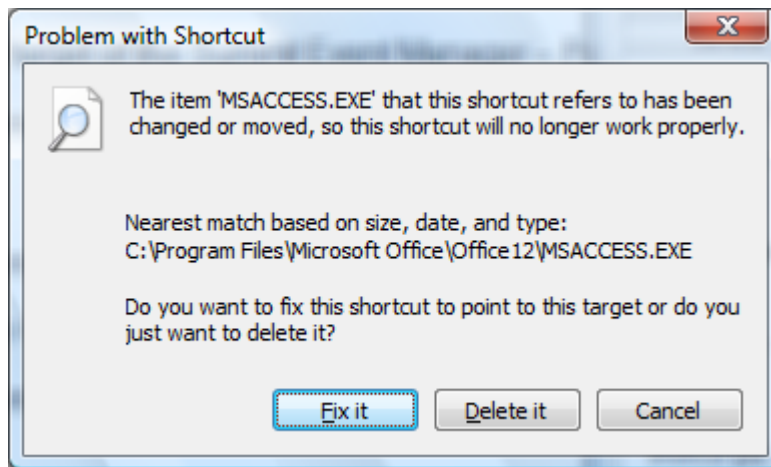 Problem with Shortcut
The item 'MSACCESS.EXE' that this shortcut refers to has been
changed or moved, so this shortcut will no longer work properly.
Nearest match based on size, date, and type:
C:\Program Files\Microsoft Office\Office12\MSACCESS.EXE
Do you want to fix this shortcut to point to this target or do you
just want to delete it?
Fix it Delete it Cancel